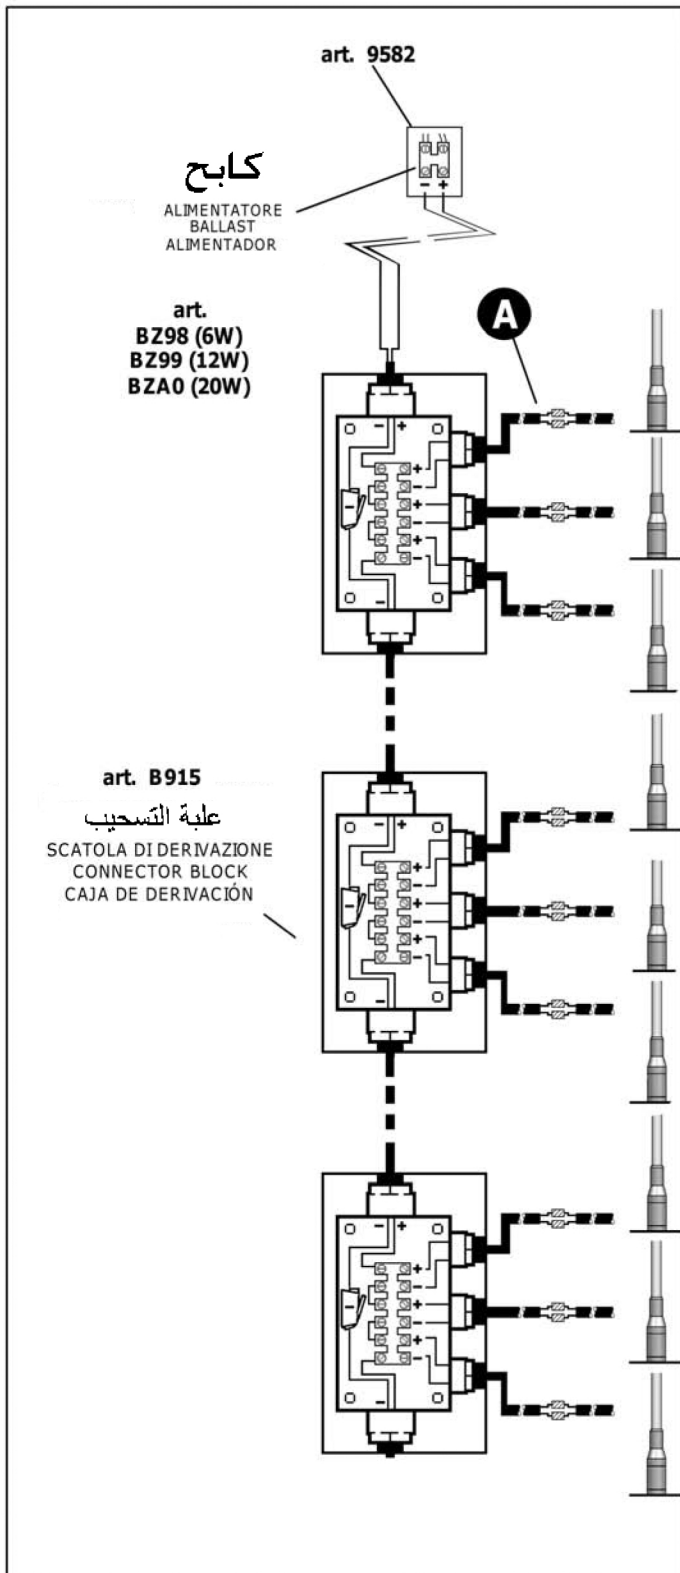 art. 9582
كابح
ALIMENTATORE
BALLAST
ALIMENTADOR
art.
BZ98 (6W)
BZ99 (12W)
BZA0 (20W)
A
- +
- +
+
-
+
-
+
-
-
-
art. B915
علبة التسحيب
SCATOLA DI DERIVAZIONE
CONNECTOR BLOCK
CAJA DE DERIVACIÓN
- +
+
-
+
-
+
-
-
-
- +
+
-
+
-
+
-
-
-